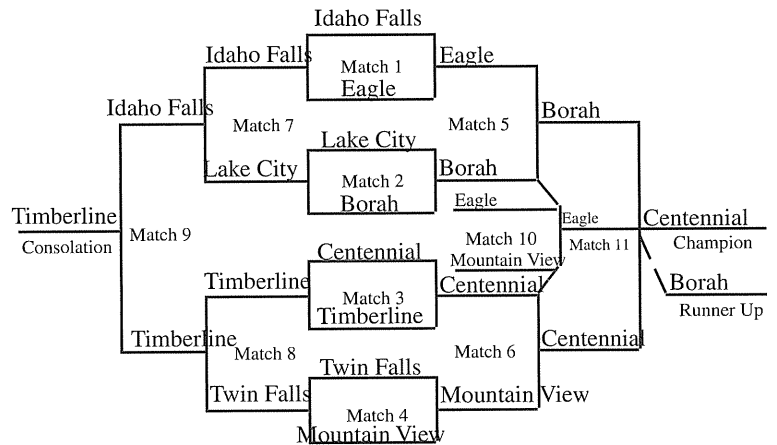 Idaho Falls
Idaho Falls
Match 1
Eagle
Eagle
Idaho Falls
Match 7
Lake City
Match 5
Borah
Lake City
Match 2
Borah
Borah
Eagle
Timberline
Match 9
Consolation
Eagle
Centennial
Match 10
Match 11
Champion
Centennial
Mountain View
Timberline
Match 3
Centennial
Borah
Timberline
Runner Up
Timberline
Match 8
Match 6
Centennial
Twin Falls
Twin Falls
Mountain View
Match 4
Mountain View